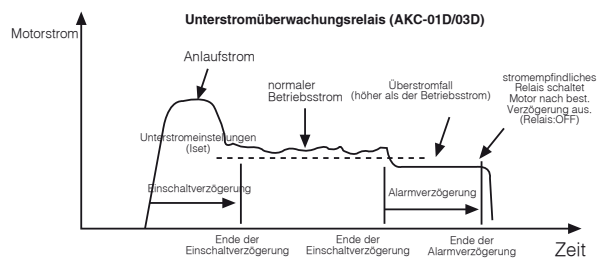 Unterstromüberwachungsrelais (AKC-01D/03D)
Motorstrom
Anlaufstrom
normaler
Betriebsstrom
Überstromfall
(höher als der Betriebsstrom)
stromempfindliches
Relais schaltet
Motor nach best.
Verzögerung aus.
(Relais:OFF)
Unterstromeinstellungen
(Iset)
Einschaltverzögerung
Alarmverzögerung
Ende der
Einschaltverzögerung
Ende der
Einschaltverzögerung
Ende der
Alarmverzögerung
Zeit